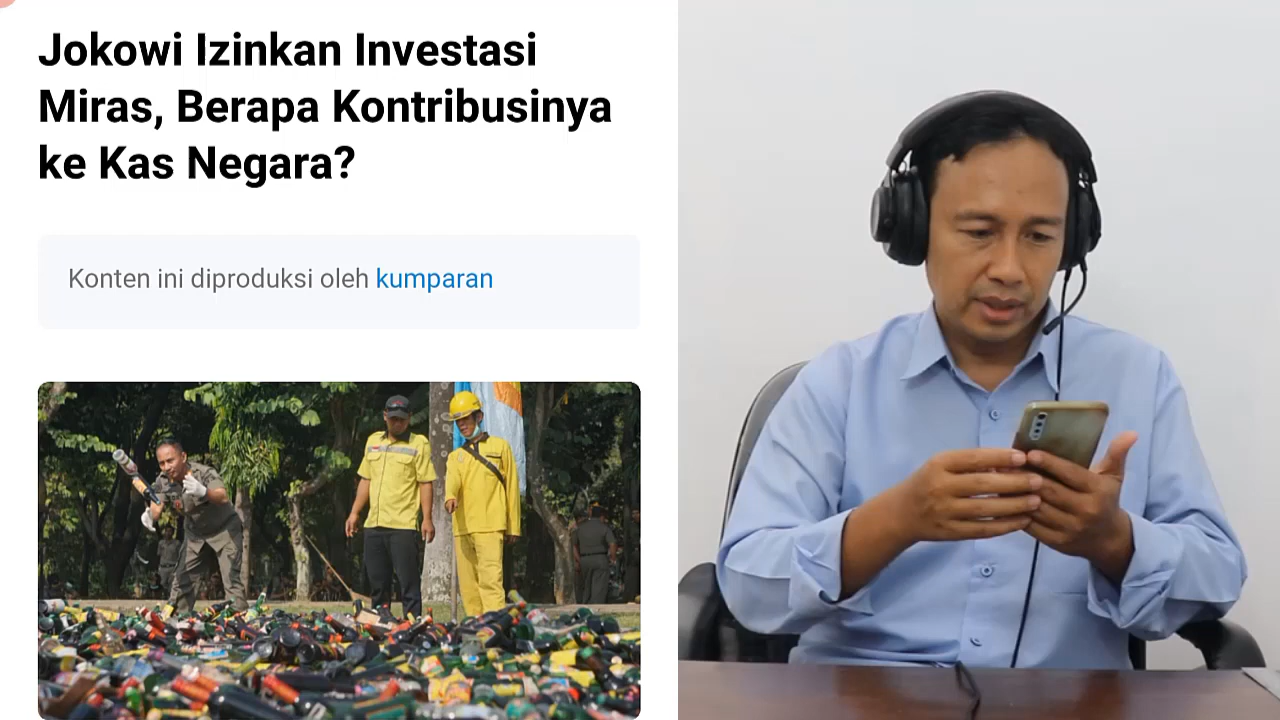 Jokowi Izinkan Investasi
Miras, Berapa Kontribusinya
ke Kas Negara?
Konten ini diproduksi oleh kumparan